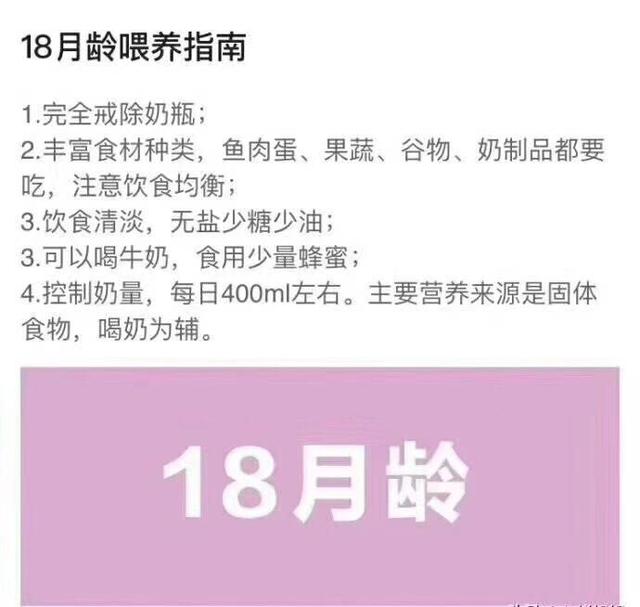 18月龄喂养指南
1.完全戒除奶瓶；
2.丰富食材种类，鱼肉蛋、果蔬、谷物、奶制品都要
吃，注意饮食均衡；
3.饮食清淡，无盐少糖少油；
3.可以喝牛奶，食用少量蜂蜜；
4.控制奶量，每日400ml左右。主要营养来源是固体
食物，喝奶为辅。
18月龄